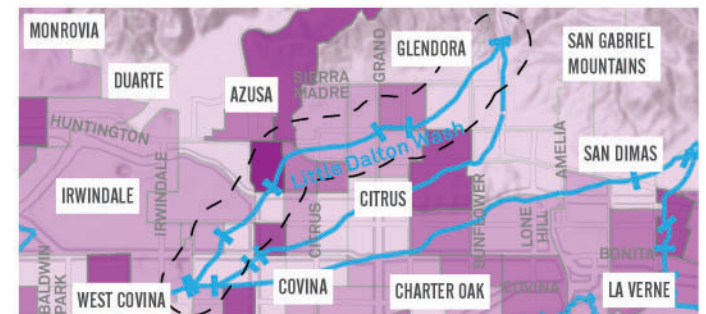 MONROVIA
DUARTE
AZUSA
SIERRA
MADRE
GRAND
GLENDORA
SAN GABRIEL
MOUNTAINS
HUNTINGTON
Little Dalton Wash
AMELIA
SAN DIMAS
IRWINDALE
IRWINDALE
CITRUS
CITRUS
SUNFLOWER
LONE
HILL
BONITA
BALDWIN
PARK
WEST COVINA
COVINA
CHARTER OAK
COVINA
LA VERNE